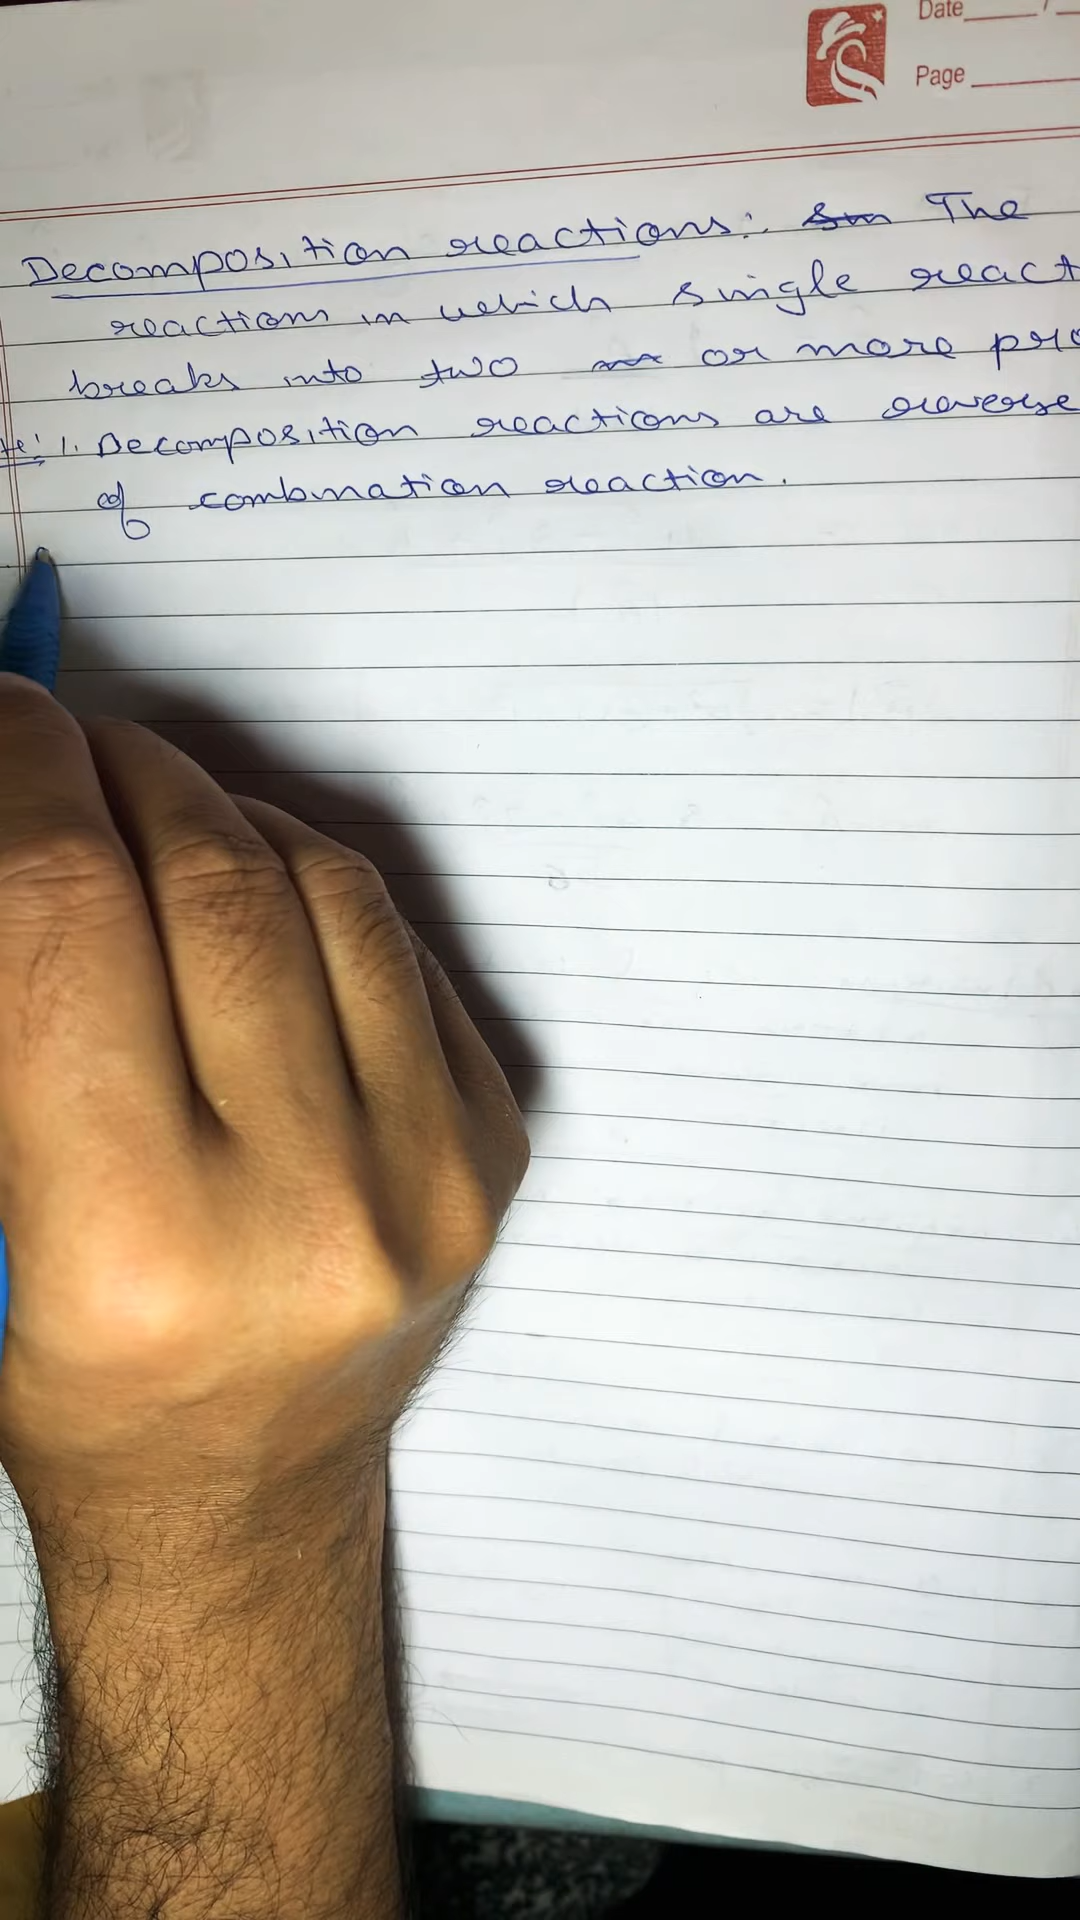 Date / 
Page
Decomposition reactions:. The
reactions in which single react
breaks into two or more pro
te: 1. Decomposition reactions are reverse
of combination reaction.